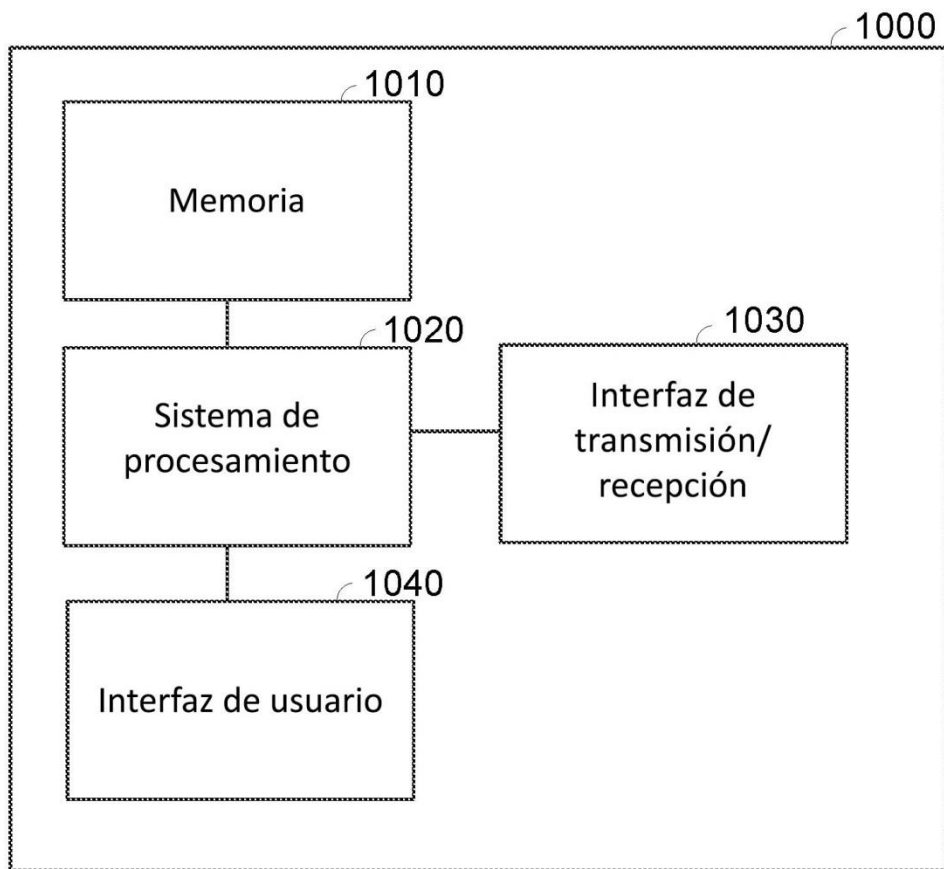 1000
1010
Memoria
1020
Sistema de
procesamiento
1030
Interfaz de
transmisión/
recepción
1040
Interfaz de usuario